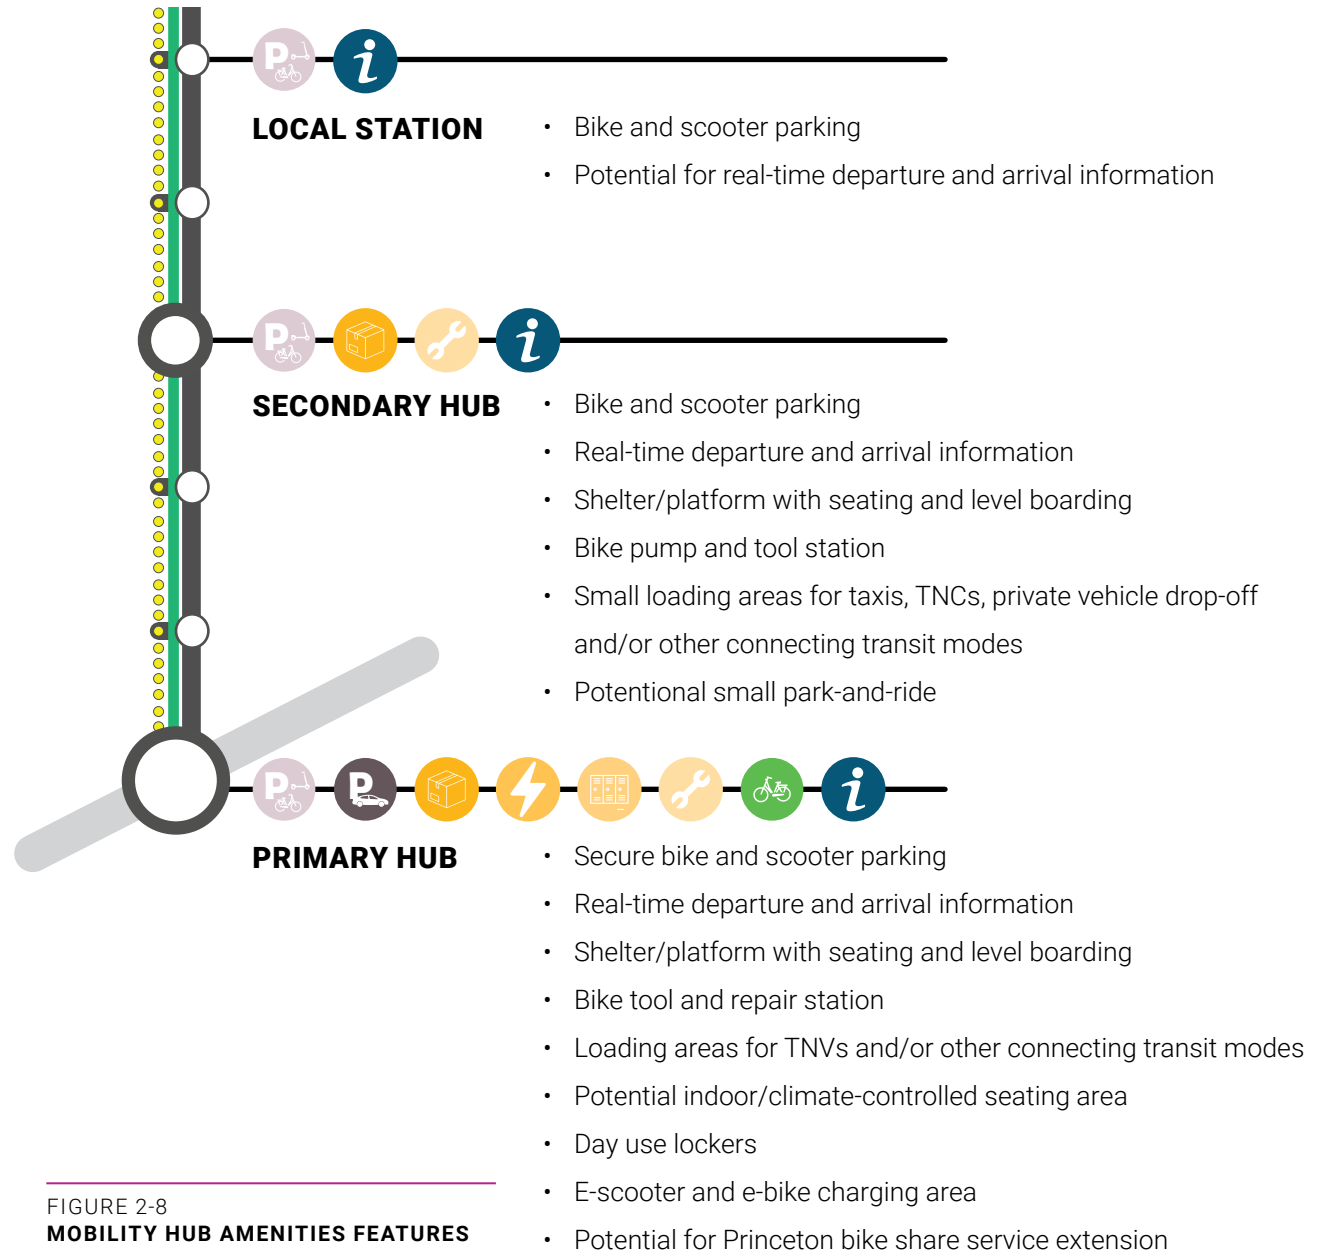 P
i
LOCAL STATION
• Bike and scooter parking
• Potential for real-time departure and arrival information
P
i
SECONDARY HUB
• Bike and scooter parking
• Real-time departure and arrival information
• Shelter/platform with seating and level boarding
• Bike pump and tool station
• Small loading areas for taxis, TNCs, private vehicle drop-off
and/or other connecting transit modes
• Potentional small park-and-ride
P
P
i
PRIMARY HUB
• Secure bike and scooter parking
• Real-time departure and arrival information
• Shelter/platform with seating and level boarding
• Bike tool and repair station
• Loading areas for TNVs and/or other connecting transit modes
• Potential indoor/climate-controlled seating area
• Day use lockers
• E-scooter and e-bike charging area
• Potential for Princeton bike share service extension
FIGURE 2-8
MOBILITY HUB AMENITIES FEATURES